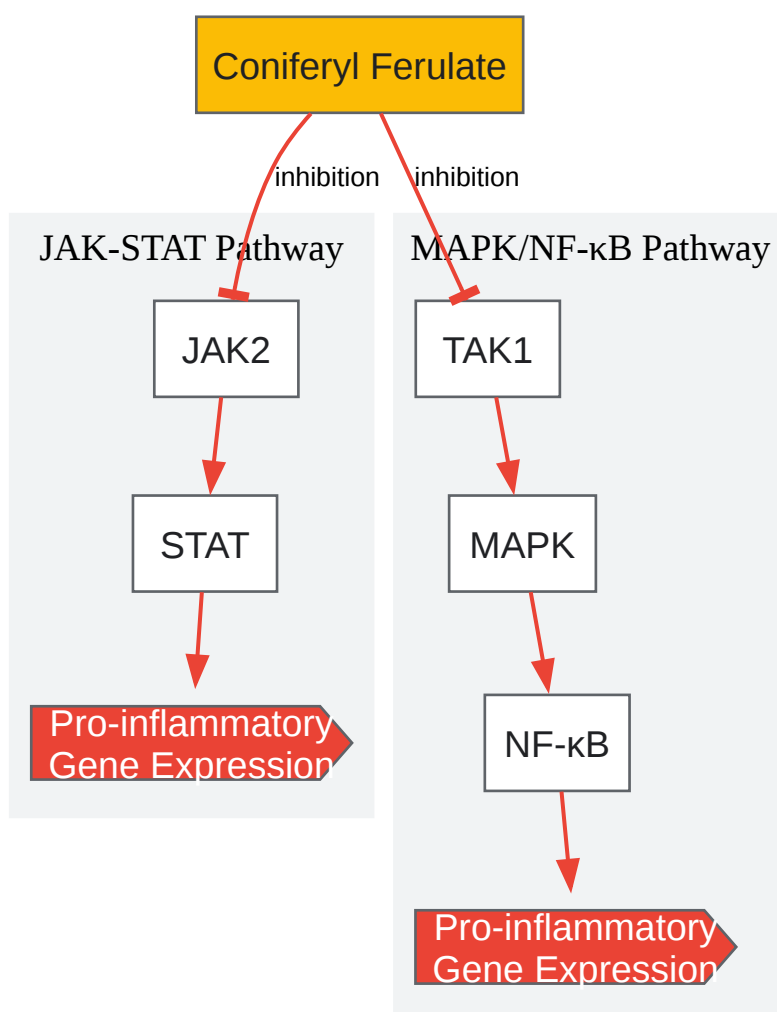 Coniferyl Ferulate
inhibition
inhibition
JAK-STAT Pathway
MAPK/NF-κB Pathway
JAK2
TAK1
STAT
MAPK
Pro-inflammatory
Gene Expression
NF-κB
Pro-inflammatory
Gene Expression